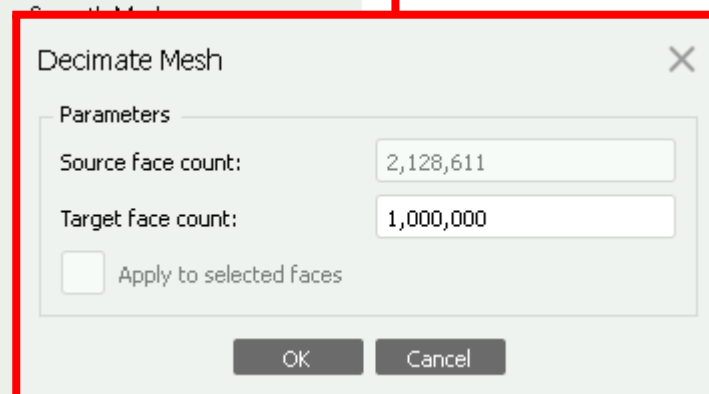 Decimate Mesh
Parameters
Source face count: 2,128,611
Target face count: 1,000,000
Apply to selected faces
OK Cancel